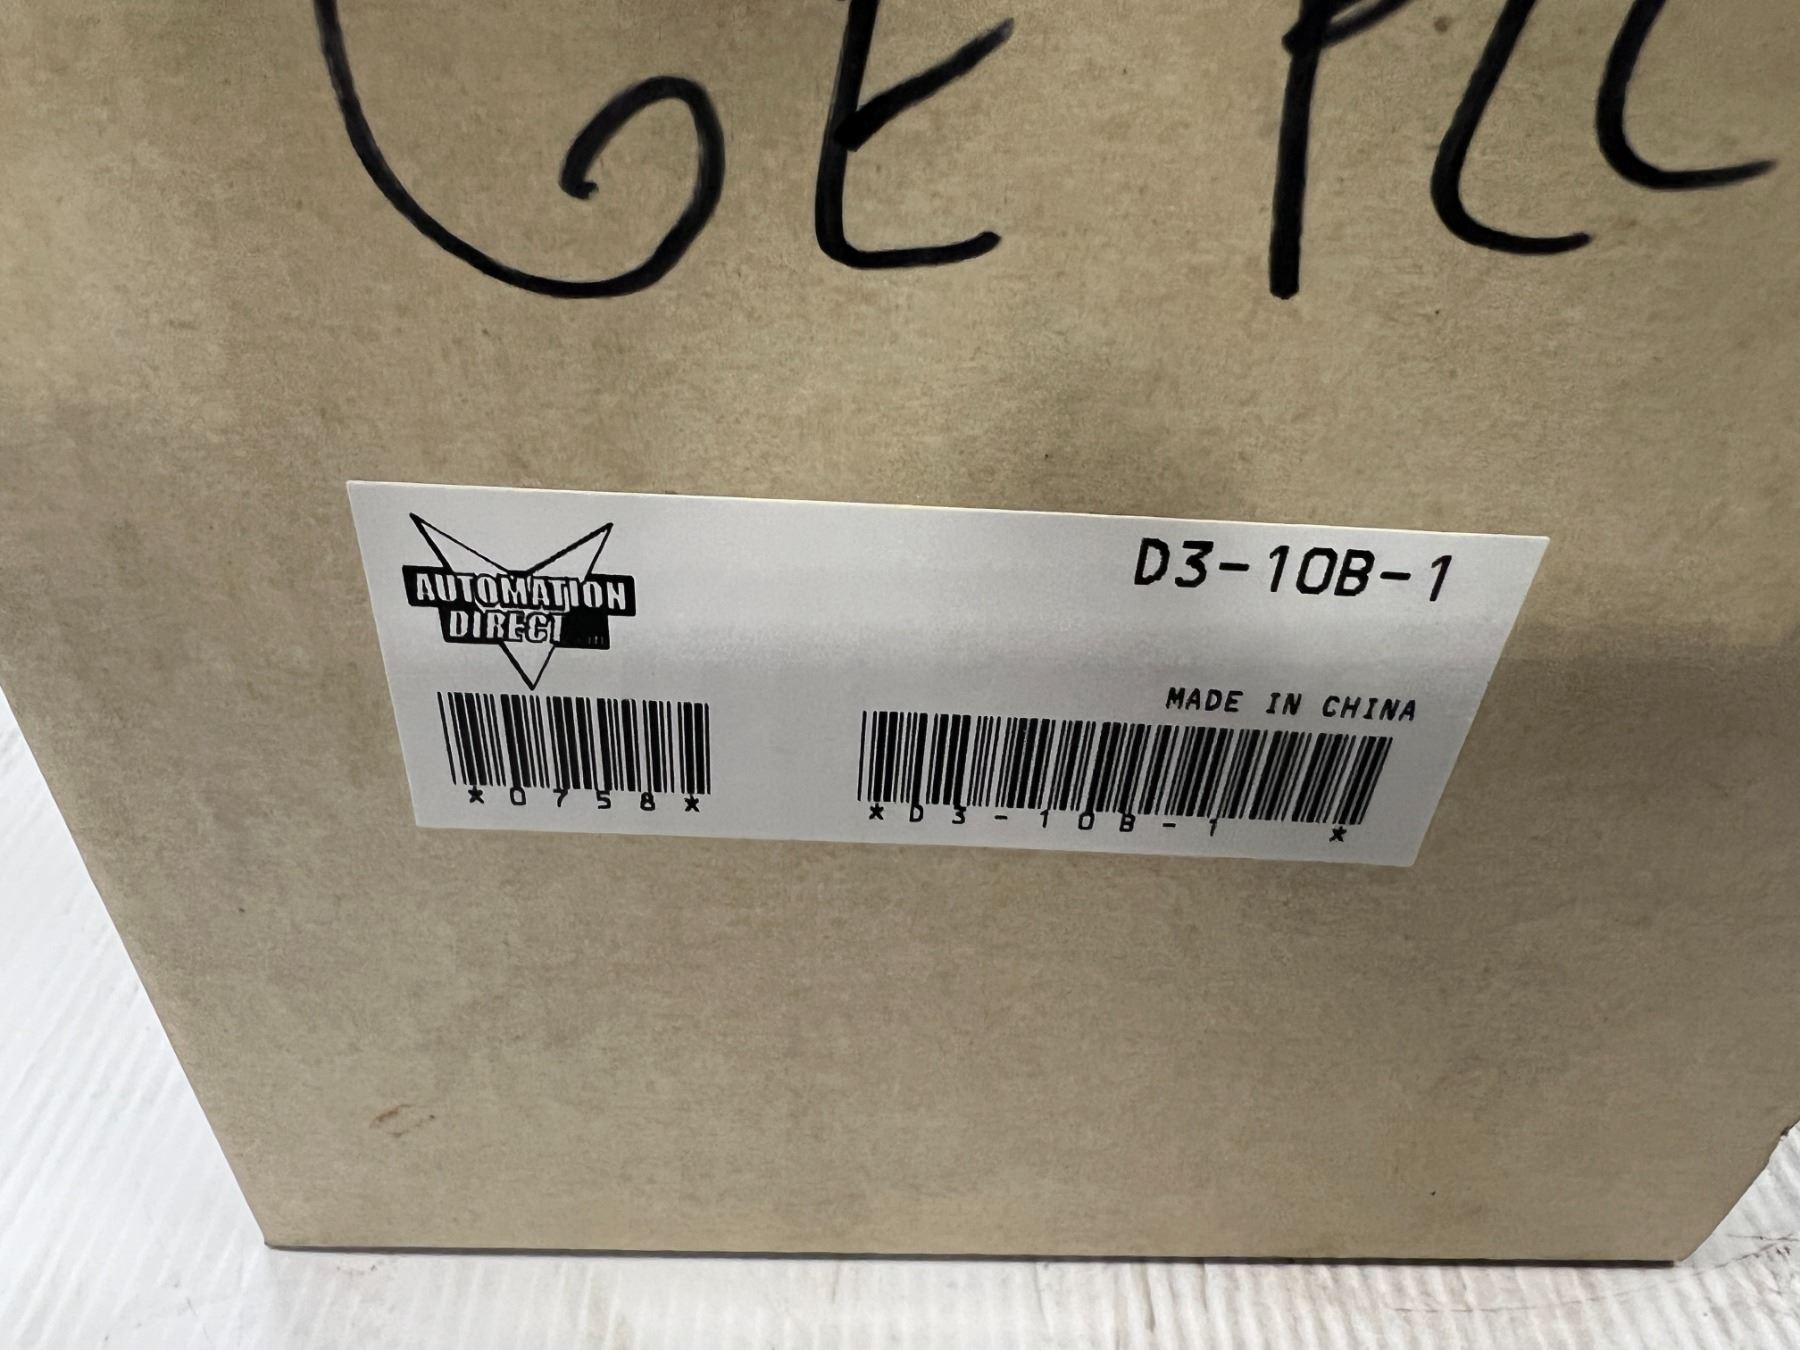 GE PLC
D3-10B-1
AUTOMATION
DIRECT
MADE IN CHINA
*0758*
*D3-10B-1 *